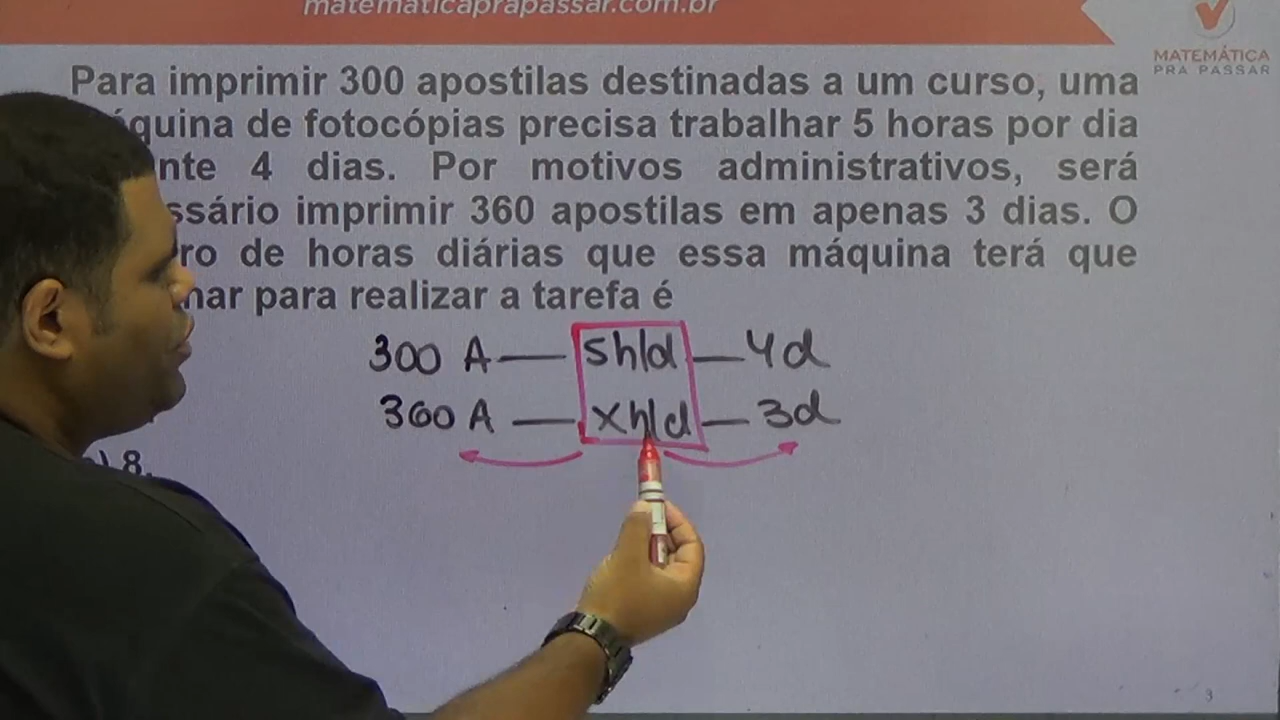 matematicaprapassar.com.br
MATEMÁTICA
PRA PASSAR
Para imprimir 300 apostilas destinadas a um curso, uma
quina de fotocópias precisa trabalhar 5 horas por dia
nte 4 dias. Por motivos administrativos, será
ssário imprimir 360 apostilas em apenas 3 dias. O
ro de horas diárias que essa máquina terá que
har para realizar a tarefa é
300 A — 5h/d — 4d
360 A — xh/d — 3d
) 8.
3